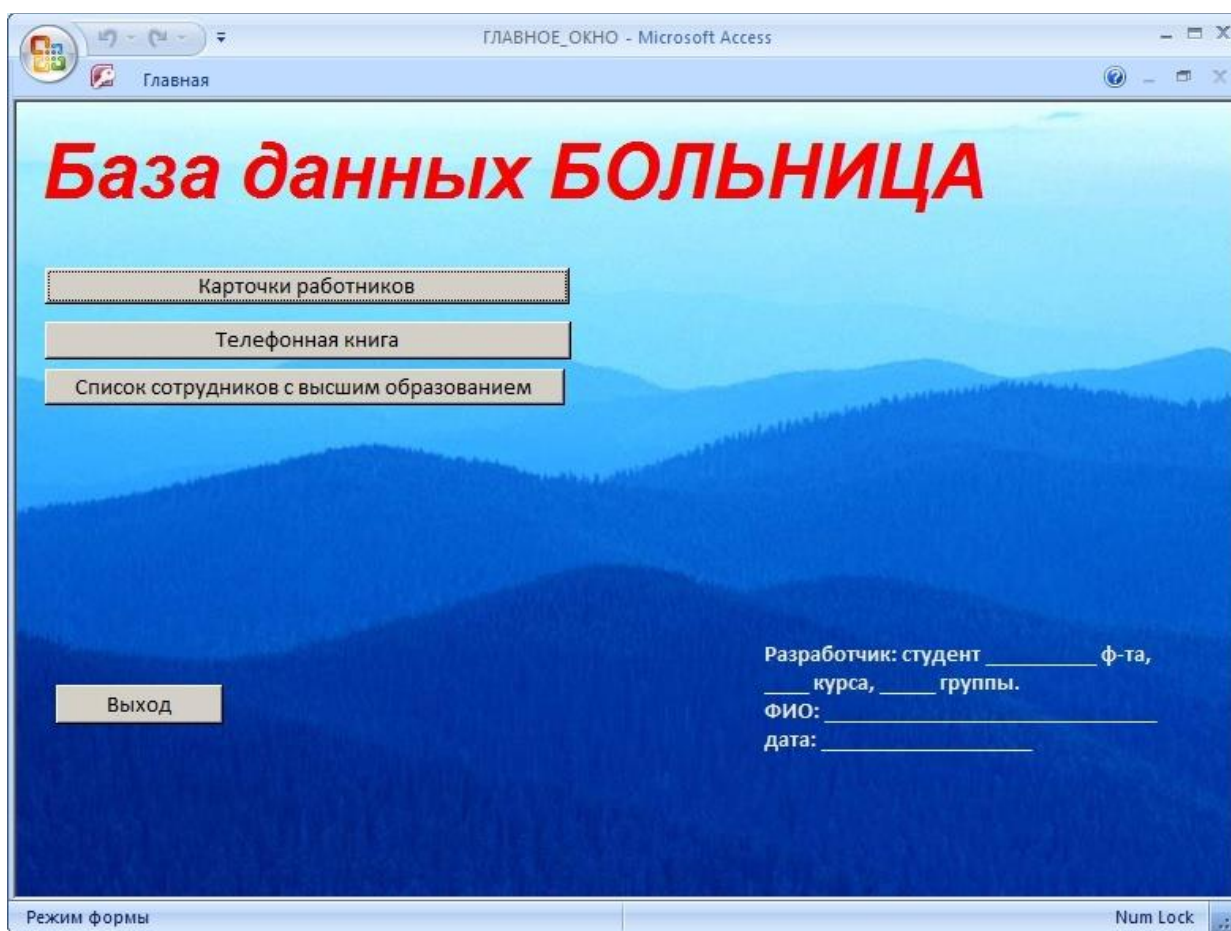 ГЛАВНОЕ_ОКНО - Microsoft Access
Главная
База данных БОЛЬНИЦА
Карточки работников
Телефонная книга
Список сотрудников с высшим образованием
Разработчик: студент __________ ф-та,
____ курса, _____ группы.
ФИО: ______________________________
дата: ___________________
Выход
Режим формы
Num Lock